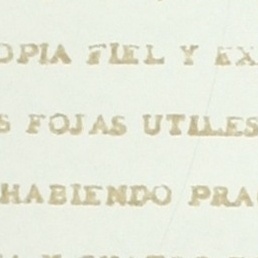 OPIA FIEL Y EX
S FOJAS UTILES
HABIENDO PRA